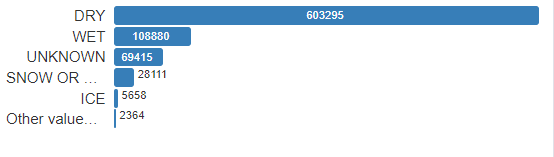 DRY 603295
WET 108880
UNKNOWN 69415
SNOW OR ... 28111
ICE 5658
Other value... 2364